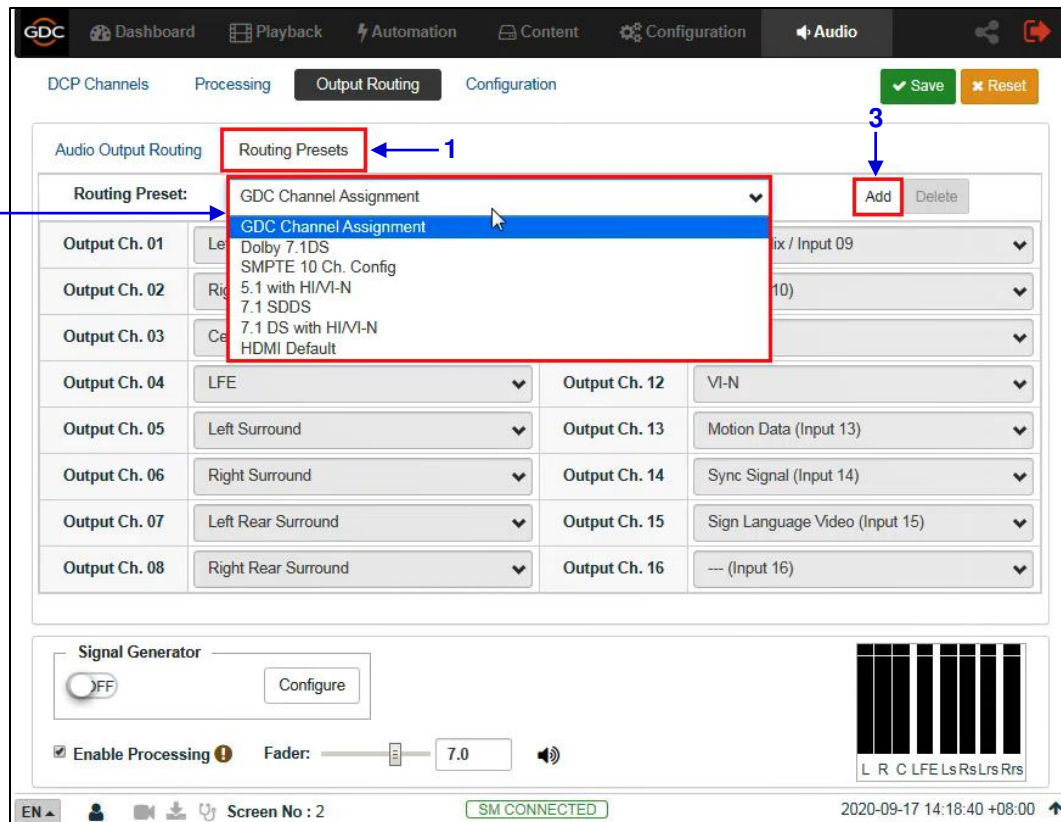 GDC Dashboard Playback Automation Content Configuration Audio
DCP Channels Processing Output Routing Configuration Save Reset
3
Audio Output Routing Routing Presets 1
Routing Preset: GDC Channel Assignment Add Delete
GDC Channel Assignment
Dolby 7.1DS
SMPTE 10 Ch. Config
5.1 with HI/VI-N
7.1 SDDS
7.1 DS with HI/VI-N
HDMI Default
Output Ch. 01 Le ix / Input 09
Output Ch. 02 Rig 10)
Output Ch. 03 Ce
Output Ch. 04 LFE Output Ch. 12 VI-N
Output Ch. 05 Left Surround Output Ch. 13 Motion Data (Input 13)
Output Ch. 06 Right Surround Output Ch. 14 Sync Signal (Input 14)
Output Ch. 07 Left Rear Surround Output Ch. 15 Sign Language Video (Input 15)
Output Ch. 08 Right Rear Surround Output Ch. 16 --- (Input 16)
Signal Generator
OFF Configure
Enable Processing Fader: 7.0
L R C LFE Ls Rs Lrs Rrs
EN Screen No : 2 SM CONNECTED 2020-09-17 14:18:40 +08:00